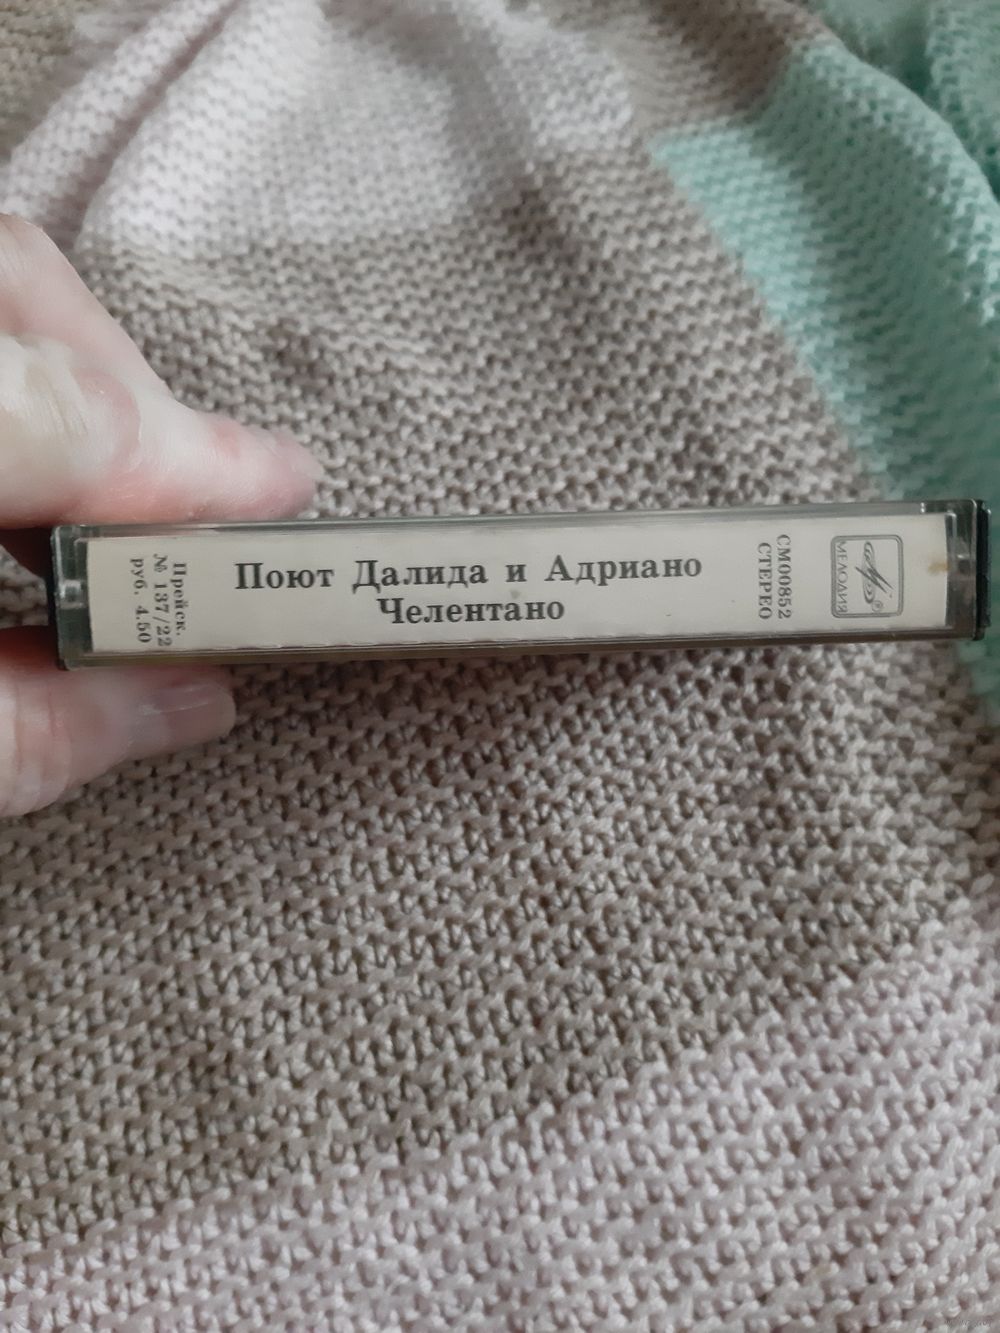 Прейск.
№ 137/22
руб. 4.50
Поют Далида и Адриано
Челентано
СМ00852
СТЕРЕО
МЕЛОДИЯ
®